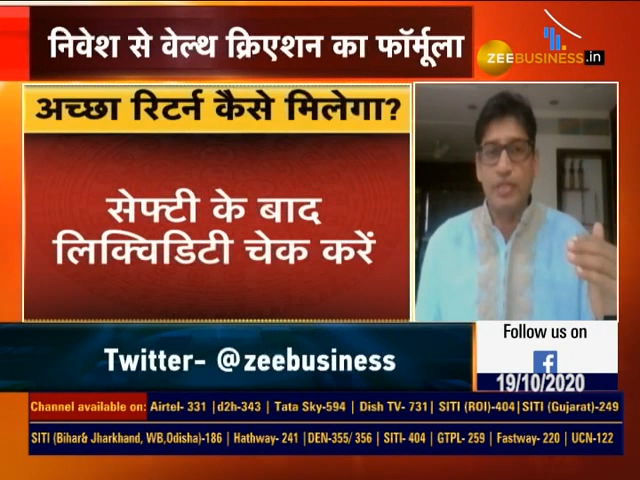 निवेश से वेल्थ क्रिएशन का फॉर्मूला
ZEEBUSINESS.in
अच्छा रिटर्न कैसे मिलेगा?
सेफ्टी के बाद
लिक्विडिटी चेक करें
Twitter- @zeebusiness
Follow us on
f
19/10/2020
Channel available on: Airtel- 331 |d2h-343 | Tata Sky-594 | Dish TV- 731| SITI (ROI)-404|SITI (Gujarat)-249
SITI (Bihar& Jharkhand, WB,Odisha)-186 | Hathway- 241 |DEN-355/ 356 | SITI- 404 | GTPL- 259 | Fastway- 220 | UCN-122